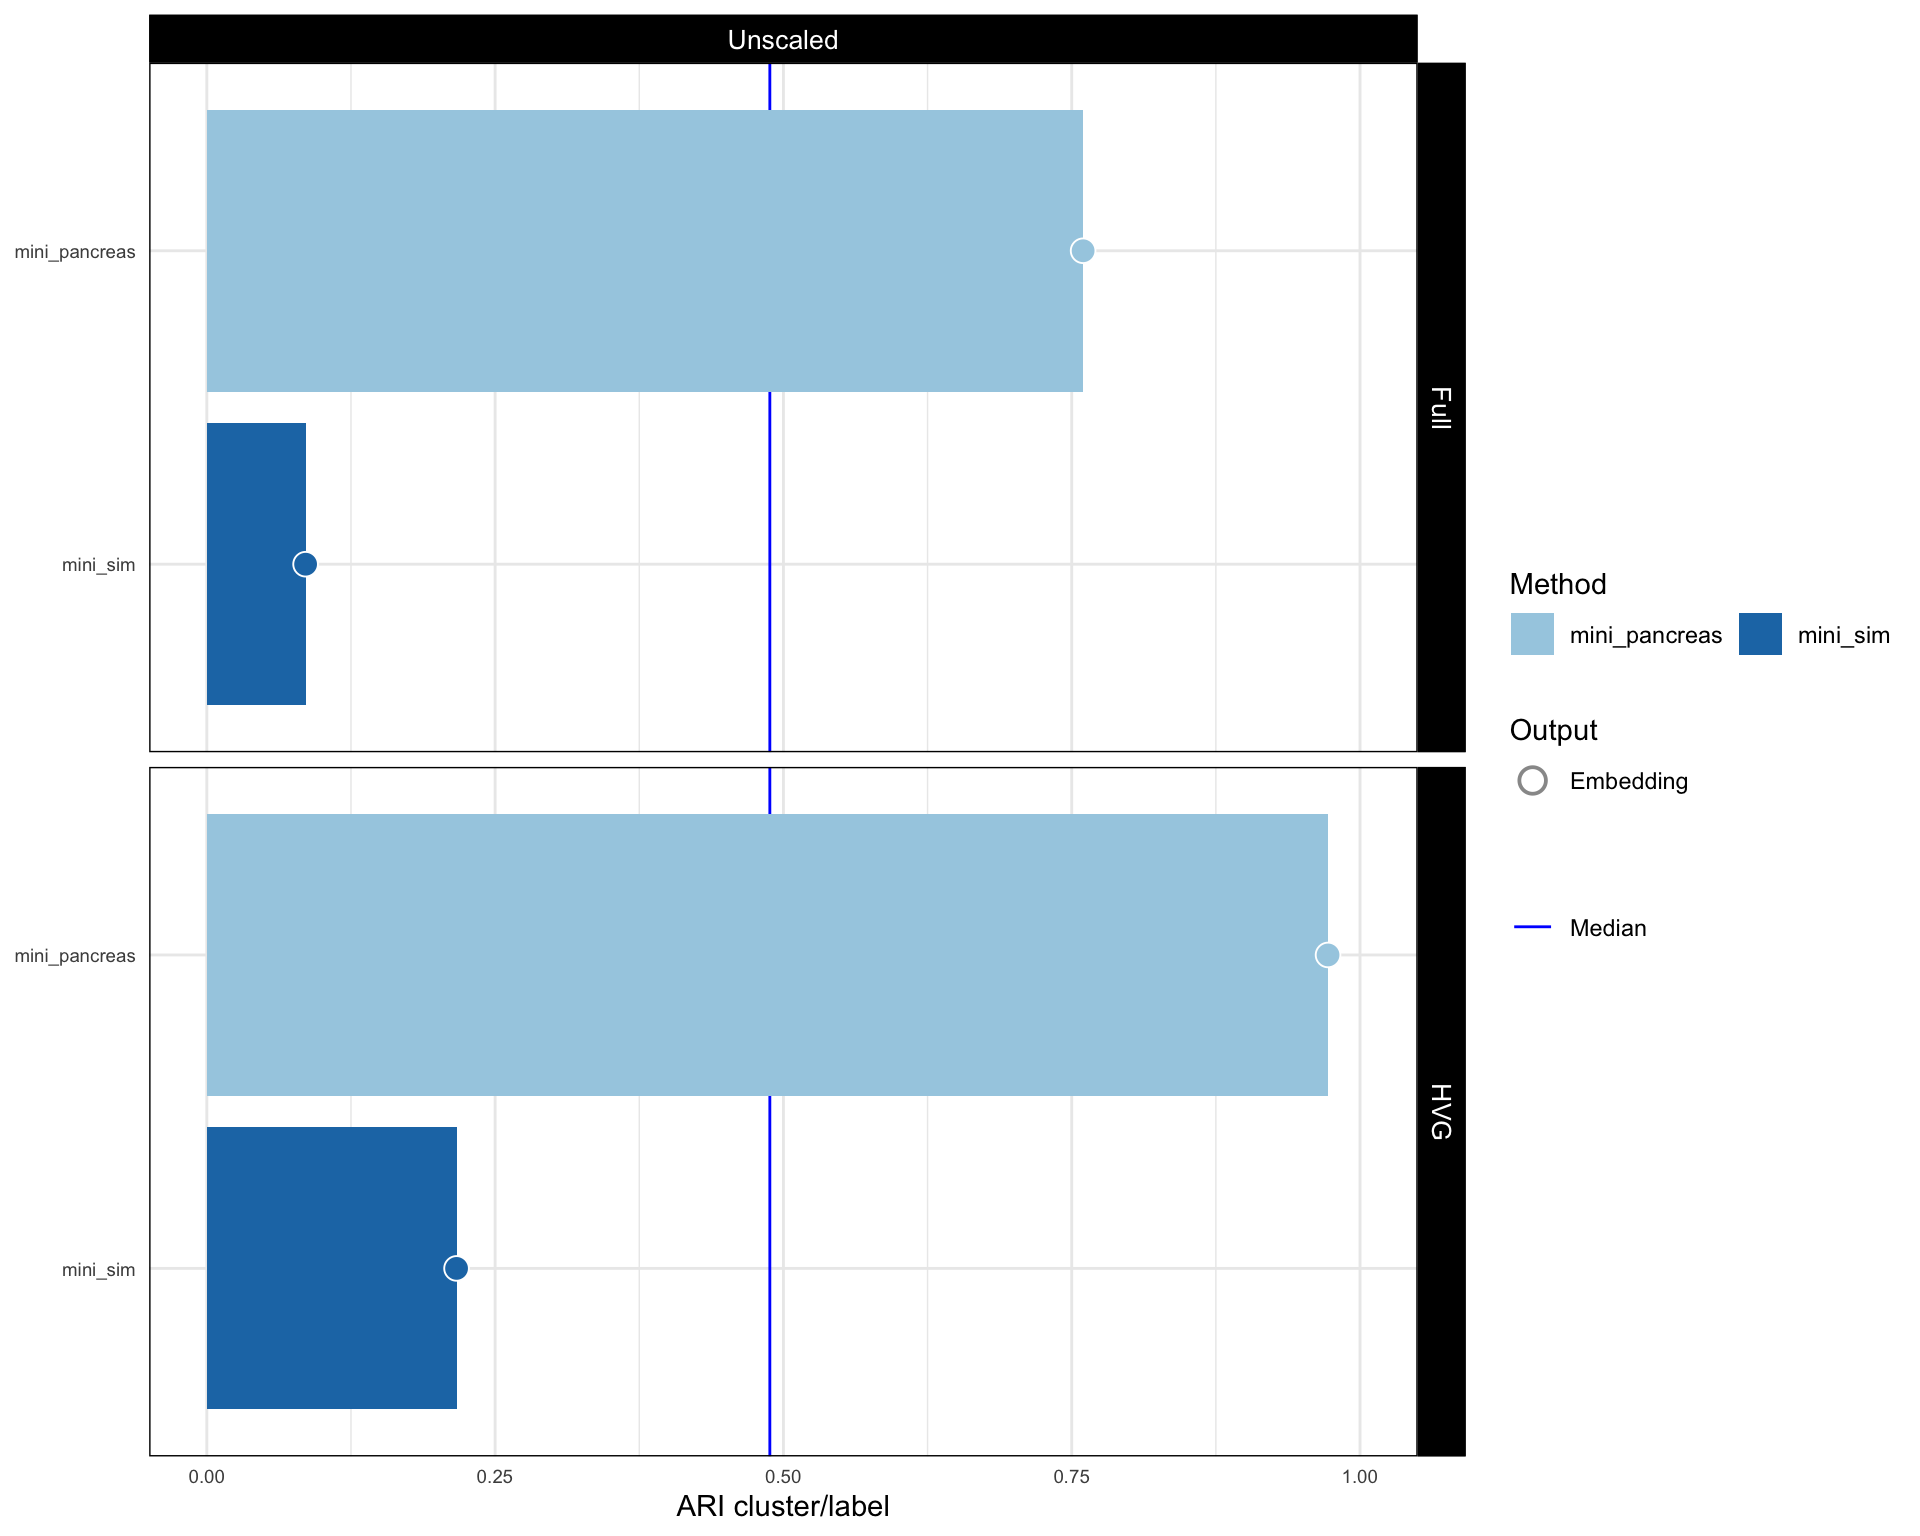 Unscaled
mini_pancreas
mini_sim
Full
mini_pancreas
mini_sim
HVG
0.00 0.25 0.50 0.75 1.00
ARI cluster/label
Method
mini_pancreas mini_sim
Output
Embedding
Median